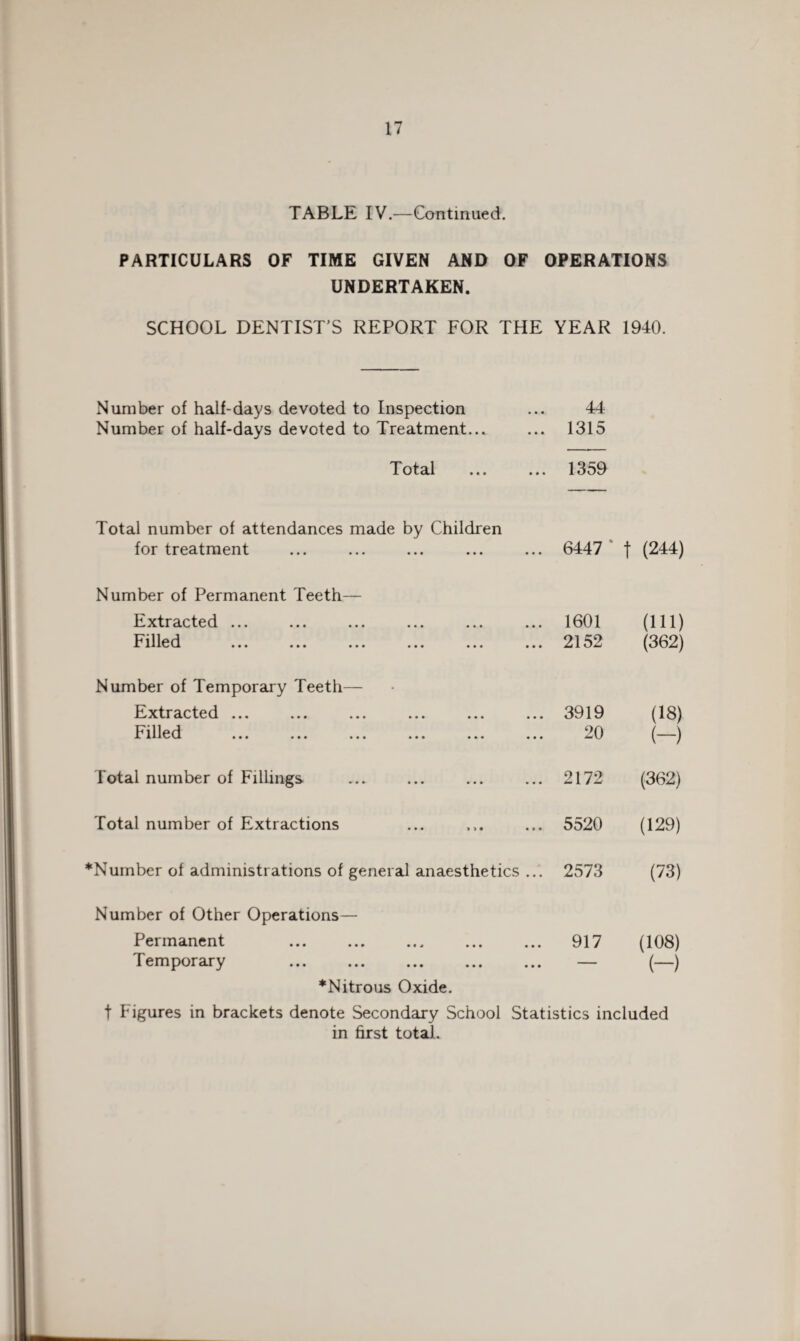 17
TABLE IV.—Continued.
PARTICULARS OF TIME GIVEN AND OF OPERATIONS
UNDERTAKEN.
SCHOOL DENTIST'S REPORT FOR THE YEAR 1940.
Number of half-days devoted to Inspection ... 44
Number of half-days devoted to Treatment... ... 1315
Total ... ... 1359
Total number of attendances made by Children
for treatment ... ... ... ... ... 6447 † (244)
Number of Permanent Teeth—
Extracted ... ... ... ... ... ... 1601 (111)
Filled ... ... ... ... ... ... 2152 (362)
Number of Temporary Teeth—
Extracted ... ... ... ... ... ... 3919 (18)
Filled ... ... ... ... ... ... 20 (—)
Total number of Fillings ... ... ... ... 2172 (362)
Total number of Extractions ... ... ... 5520 (129)
*Number of administrations of general anaesthetics ... 2573 (73)
Number of Other Operations—
Permanent ... ... ... ... ... 917 (108)
Temporary ... ... ... ... ... — (—)
*Nitrous Oxide.
† Figures in brackets denote Secondary School Statistics included
in first total.